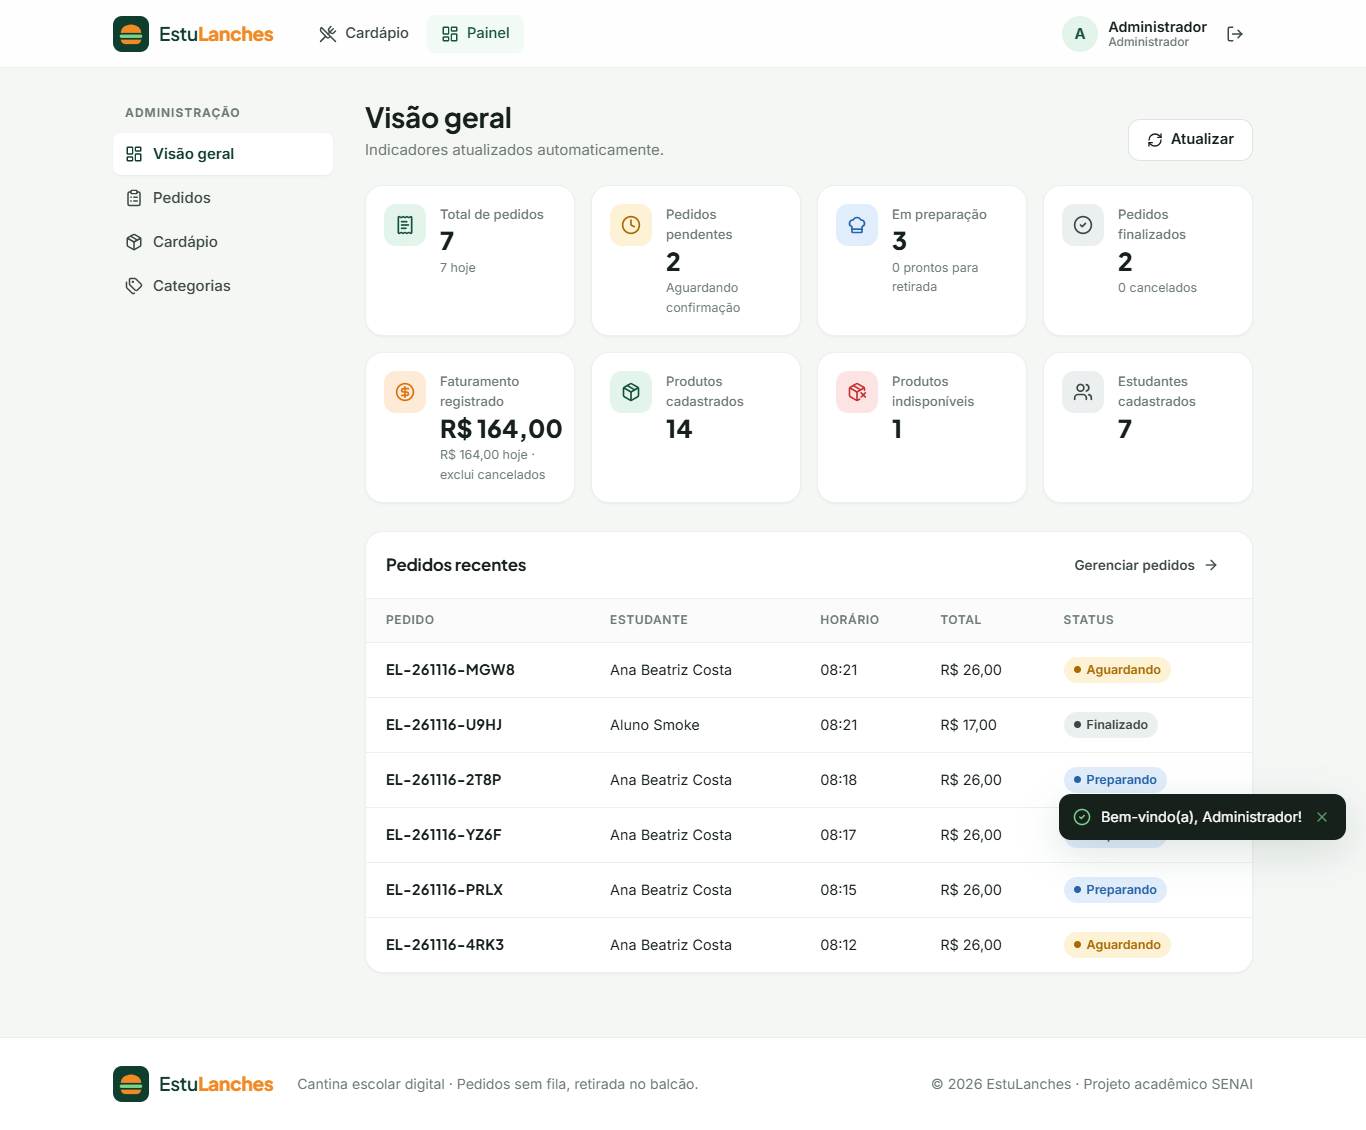 EstuLanches
Cardápio
Painel
A
Administrador
Administrador
ADMINISTRAÇÃO
Visão geral
Pedidos
Cardápio
Categorias
Visão geral
Indicadores atualizados automaticamente.
Atualizar
Total de pedidos
7
7 hoje
Pedidos
pendentes
2
Aguardando
confirmação
Em preparação
3
0 prontos para
retirada
Pedidos
finalizados
2
0 cancelados
Faturamento
registrado
R$ 164,00
R$ 164,00 hoje ·
exclui cancelados
Produtos
cadastrados
14
Produtos
indisponíveis
1
Estudantes
cadastrados
7
Pedidos recentes
Gerenciar pedidos
PEDIDO ESTUDANTE HORÁRIO TOTAL STATUS
EL-261116-MGW8 Ana Beatriz Costa 08:21 R$ 26,00 Aguardando
EL-261116-U9HJ Aluno Smoke 08:21 R$ 17,00 Finalizado
EL-261116-2T8P Ana Beatriz Costa 08:18 R$ 26,00 Preparando
EL-261116-YZ6F Ana Beatriz Costa 08:17 R$ 26,00
Bem-vindo(a), Administrador!
EL-261116-PRLX Ana Beatriz Costa 08:15 R$ 26,00 Preparando
EL-261116-4RK3 Ana Beatriz Costa 08:12 R$ 26,00 Aguardando
EstuLanches
Cantina escolar digital · Pedidos sem fila, retirada no balcão.
© 2026 EstuLanches · Projeto acadêmico SENAI